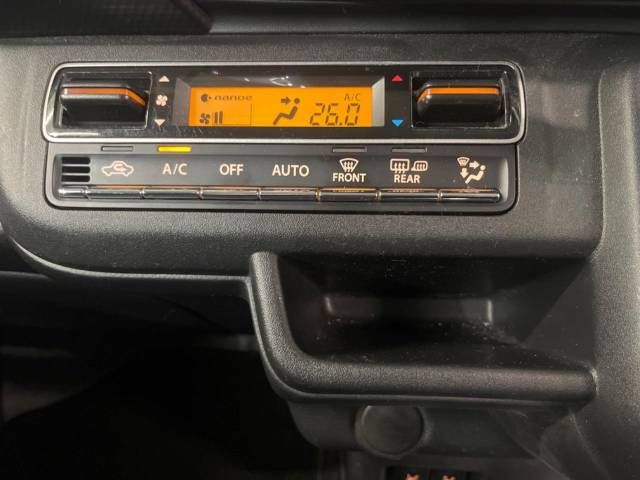 nanoe A/C
26.0
A/C OFF AUTO FRONT REAR